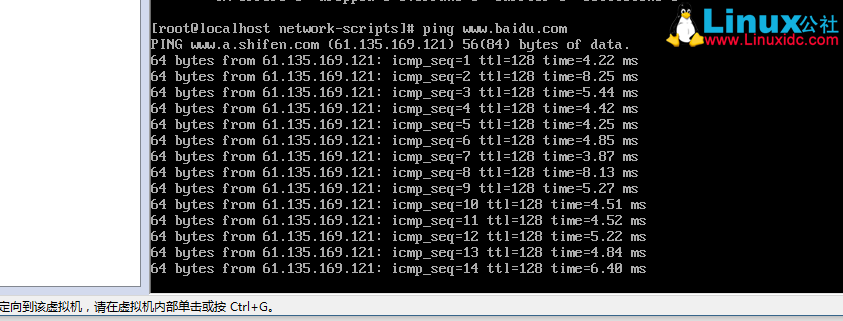 [root@localhost network-scripts]# ping www.baidu.com
PING www.a.shifen.com (61.135.169.121) 56(84) bytes of data.
64 bytes from 61.135.169.121: icmp_seq=1 ttl=128 time=4.22 ms
64 bytes from 61.135.169.121: icmp_seq=2 ttl=128 time=8.25 ms
64 bytes from 61.135.169.121: icmp_seq=3 ttl=128 time=5.44 ms
64 bytes from 61.135.169.121: icmp_seq=4 ttl=128 time=4.42 ms
64 bytes from 61.135.169.121: icmp_seq=5 ttl=128 time=4.25 ms
64 bytes from 61.135.169.121: icmp_seq=6 ttl=128 time=4.85 ms
64 bytes from 61.135.169.121: icmp_seq=7 ttl=128 time=3.87 ms
64 bytes from 61.135.169.121: icmp_seq=8 ttl=128 time=8.13 ms
64 bytes from 61.135.169.121: icmp_seq=9 ttl=128 time=5.27 ms
64 bytes from 61.135.169.121: icmp_seq=10 ttl=128 time=4.51 ms
64 bytes from 61.135.169.121: icmp_seq=11 ttl=128 time=4.52 ms
64 bytes from 61.135.169.121: icmp_seq=12 ttl=128 time=5.22 ms
64 bytes from 61.135.169.121: icmp_seq=13 ttl=128 time=4.84 ms
64 bytes from 61.135.169.121: icmp_seq=14 ttl=128 time=6.40 ms
Linux公社
www.Linuxidc.com
定向到该虚拟机，请在虚拟机内部单击或按 Ctrl+G。